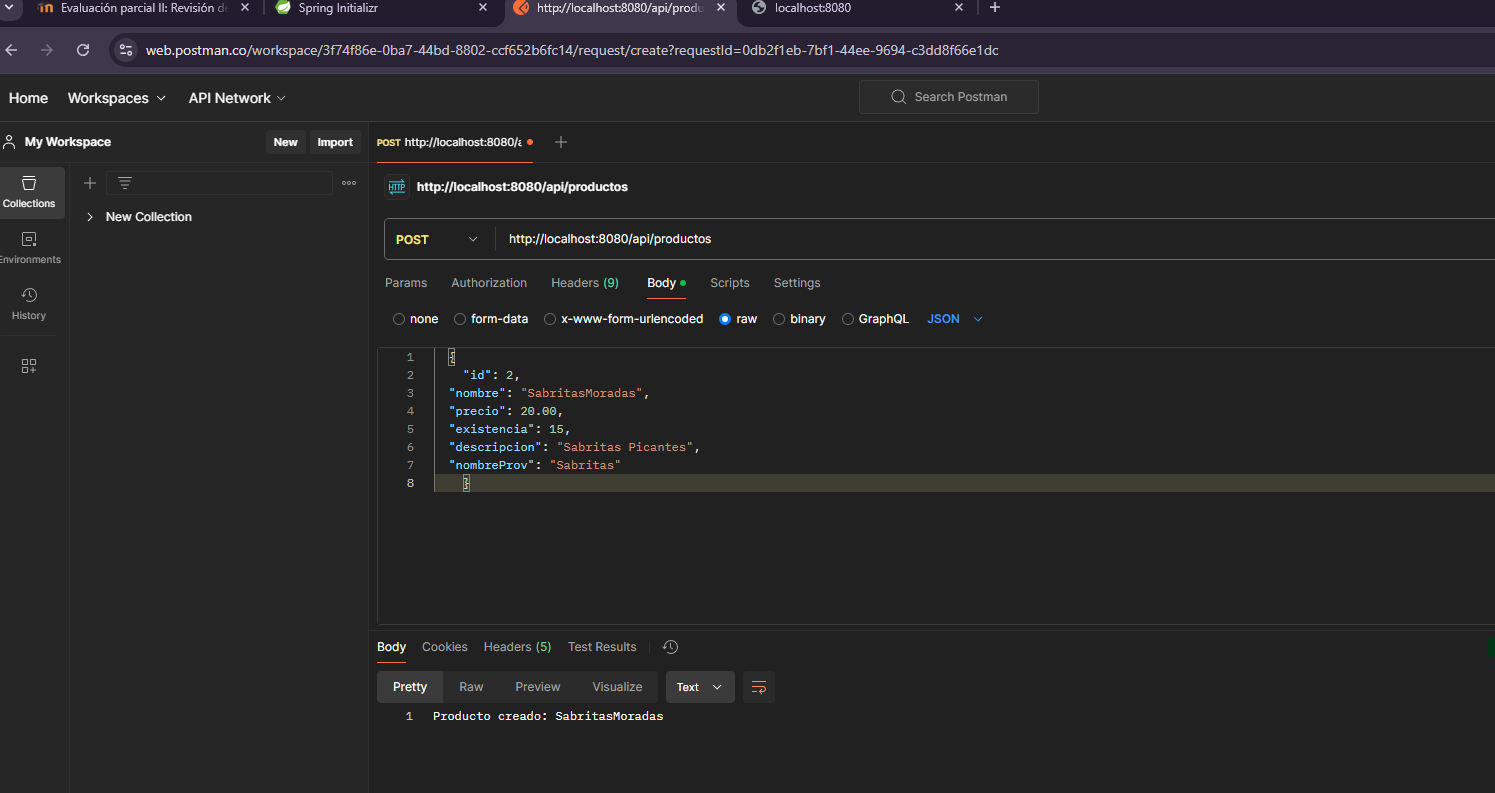 Evaluación parcial II: Revisión de
Spring Initializr
http://localhost:8080/api/produ
localhost:8080
web.postman.co/workspace/3f74f86e-0ba7-44bd-8802-ccf652b6fc14/request/create?requestId=0db2f1eb-7bf1-44ee-9694-c3dd8f66e1dc
Home Workspaces API Network Search Postman
My Workspace New Import
POST http://localhost:8080/a
HTTP http://localhost:8080/api/productos
Collections
New Collection
Environments
History
POST http://localhost:8080/api/productos
Params Authorization Headers (9) Body Scripts Settings
none form-data x-www-form-urlencoded raw binary GraphQL JSON
1 {
2 "id": 2,
3 "nombre": "SabritasMoradas",
4 "precio": 20.00,
5 "existencia": 15,
6 "descripcion": "Sabritas Picantes",
7 "nombreProv": "Sabritas"
8 }
Body Cookies Headers (5) Test Results
Pretty Raw Preview Visualize Text
1 Producto creado: SabritasMoradas